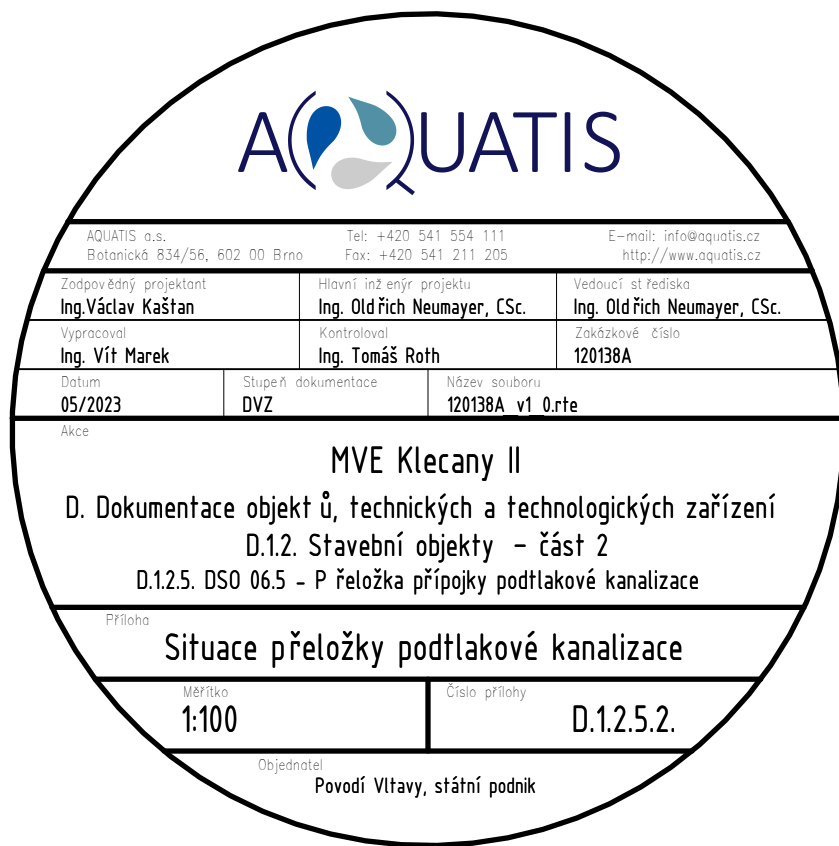 AQUATIS
AQUATIS a.s. Tel: +420 541 554 111 E-mail: info@aquatis.cz
Botanická 834/56, 602 00 Brno Fax: +420 541 211 205 http://www.aquatis.cz
Zodpovědný projektant Hlavní inženýr projektu Vedoucí střediska
Ing.Václav Kaštan Ing. Oldřich Neumayer, CSc. Ing. Oldřich Neumayer, CSc.
Vypracoval Kontroloval Zakázkové číslo
Ing. Vít Marek Ing. Tomáš Roth 120138A
Datum Stupeň dokumentace Název souboru
05/2023 DVZ 120138A_v1_0.rte
Akce
MVE Klecany II
D. Dokumentace objektů, technických a technologických zařízení
D.1.2. Stavební objekty - část 2
D.1.2.5. DSO 06.5 - Přeložka přípojky podtlakové kanalizace
Příloha
Situace přeložky podtlakové kanalizace
Měřítko Číslo přílohy
1:100 D.1.2.5.2.
Objednatel
Povodí Vltavy, státní podnik